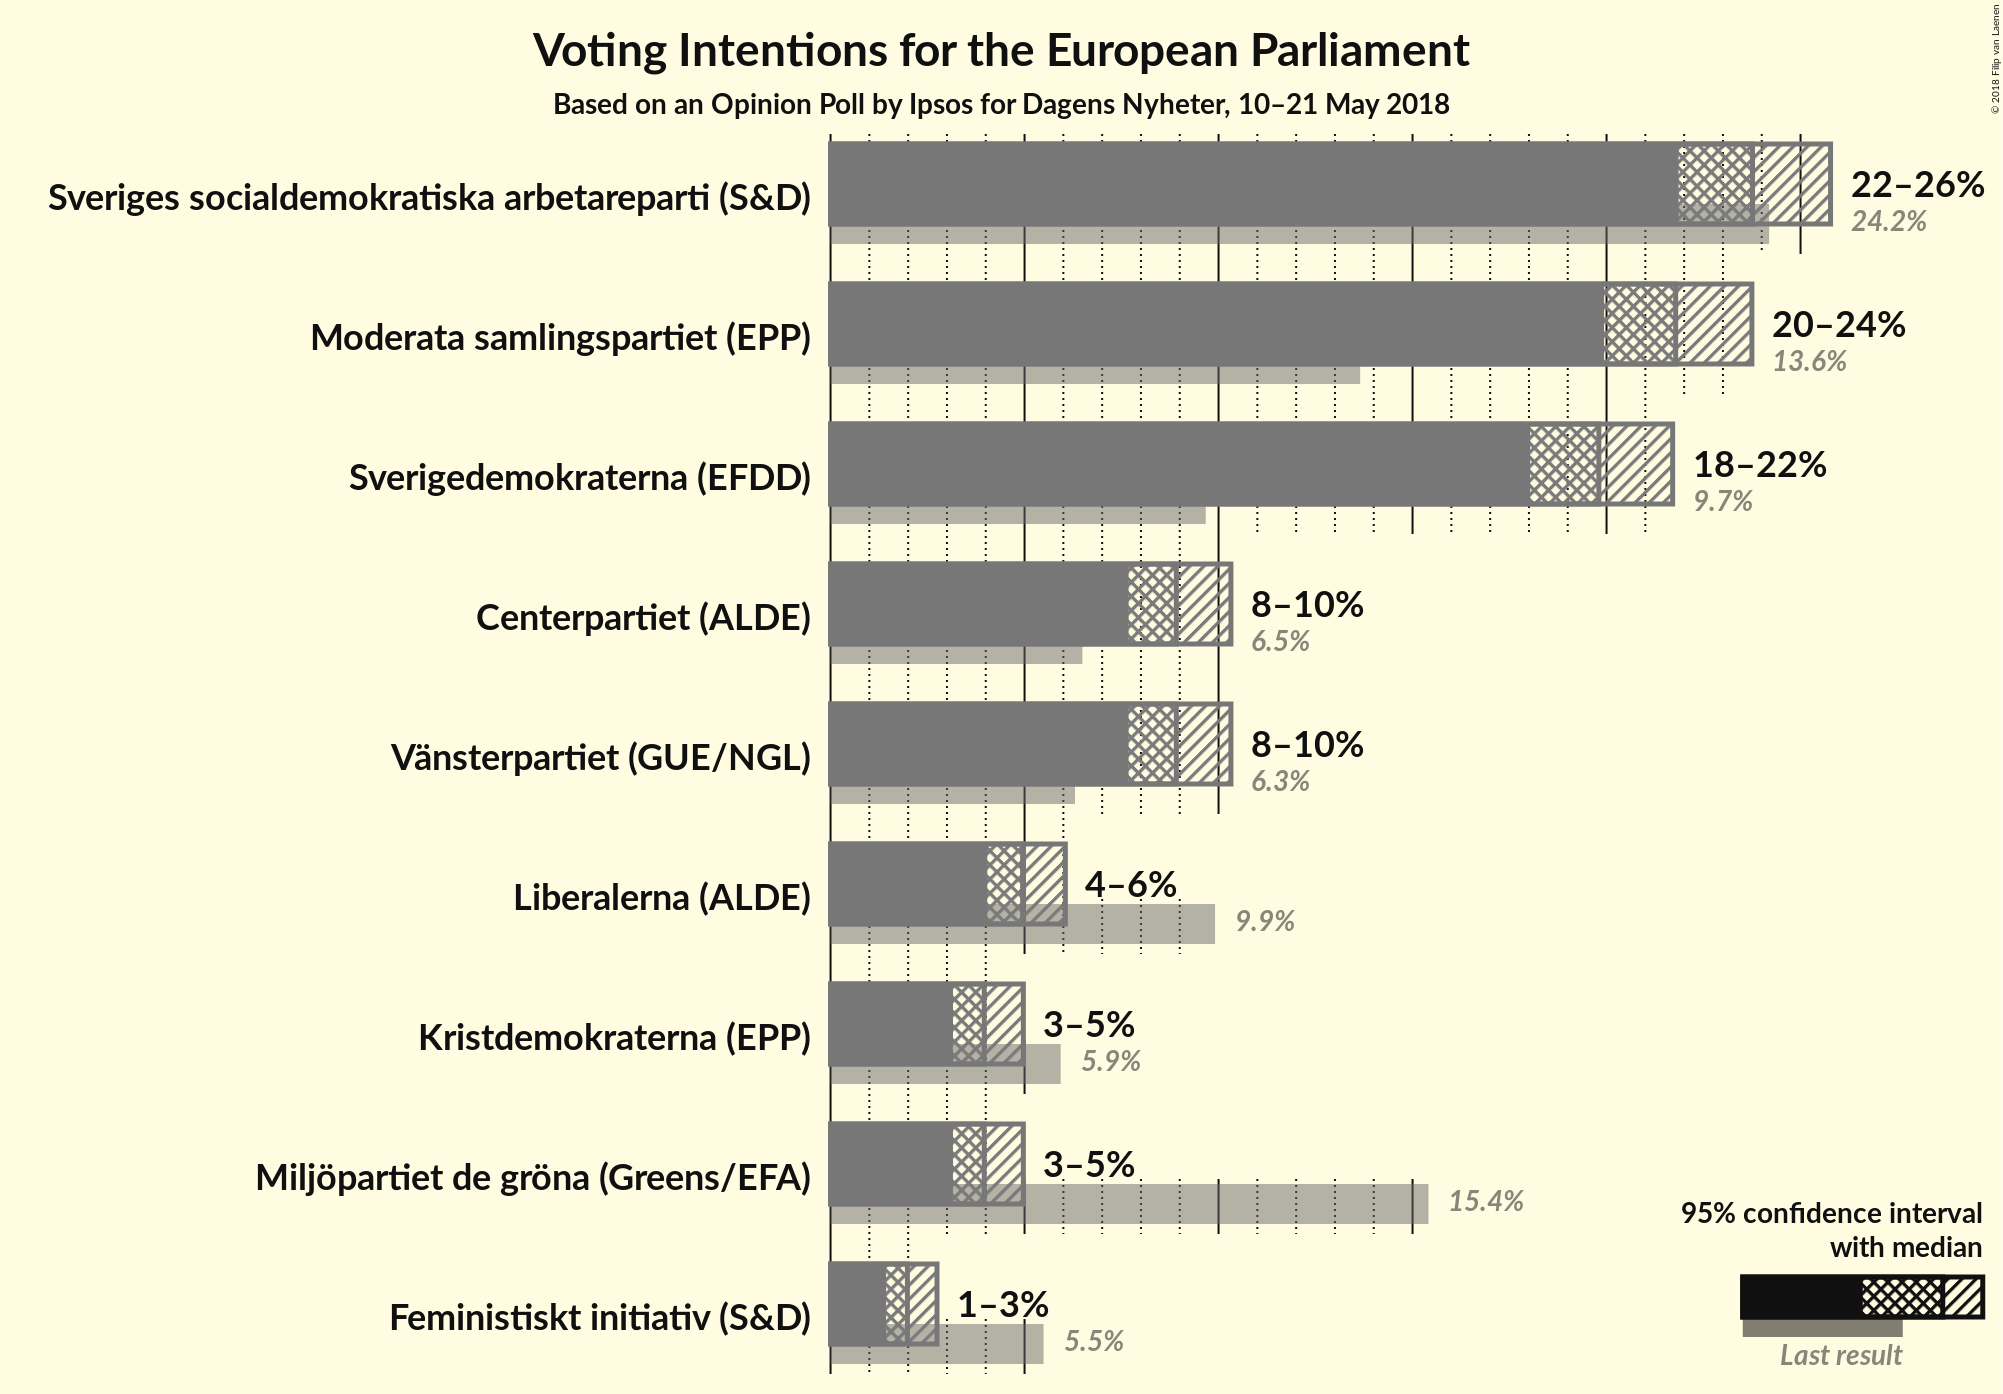 Voting Intentions for the European Parliament
Based on an Opinion Poll by Ipsos for Dagens Nyheter, 10–21 May 2018
© 2018 Filip van Laenen
Sveriges socialdemokratiska arbetareparti (S&D)
22–26%
24.2%
Moderata samlingspartiet (EPP)
20–24%
13.6%
Sverigedemokraterna (EFDD)
18–22%
9.7%
Centerpartiet (ALDE)
8–10%
6.5%
Vänsterpartiet (GUE/NGL)
8–10%
6.3%
Liberalerna (ALDE)
4–6%
9.9%
Kristdemokraterna (EPP)
3–5%
5.9%
Miljöpartiet de gröna (Greens/EFA)
3–5%
15.4%
Feministiskt initiativ (S&D)
1–3%
5.5%
95% confidence interval
with median
Last result